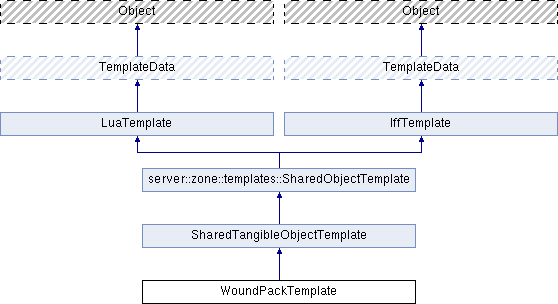 Object
Object
TemplateData
TemplateData
LuaTemplate
IffTemplate
server::zone::templates::SharedObjectTemplate
SharedTangibleObjectTemplate
WoundPackTemplate